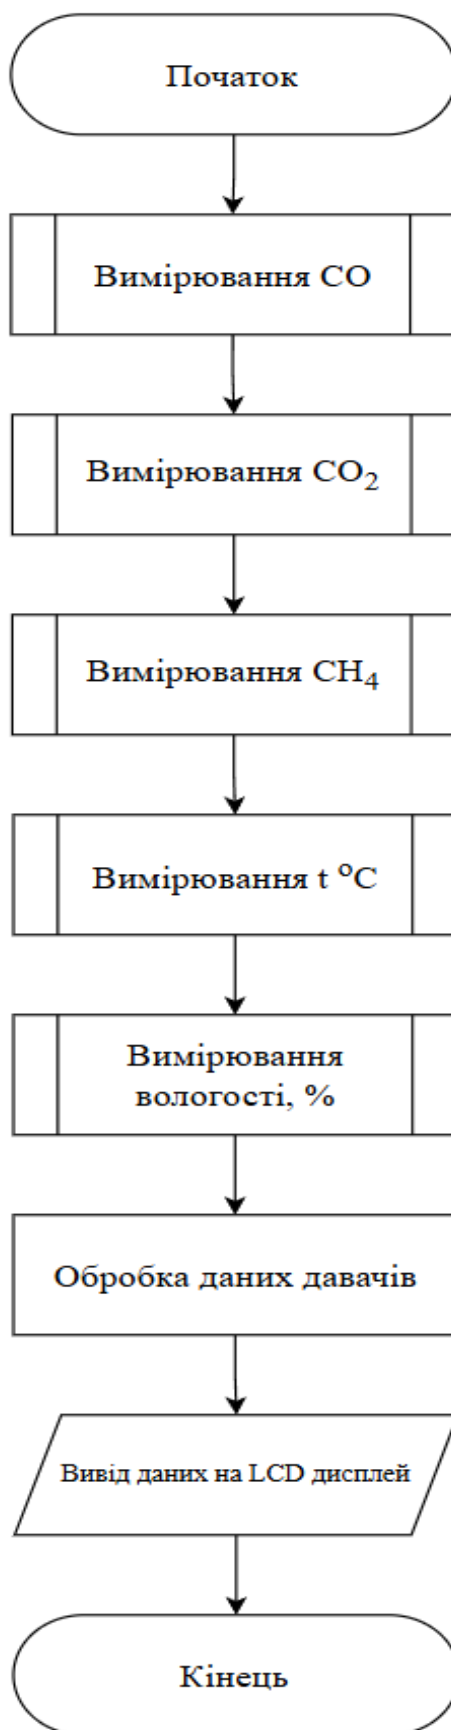 Початок
Вимірювання CO
Вимірювання CO₂
Вимірювання CH₄
Вимірювання t °C
Вимірювання
вологості, %
Обробка даних давачів
Вивід даних на LCD дисплей
Кінець